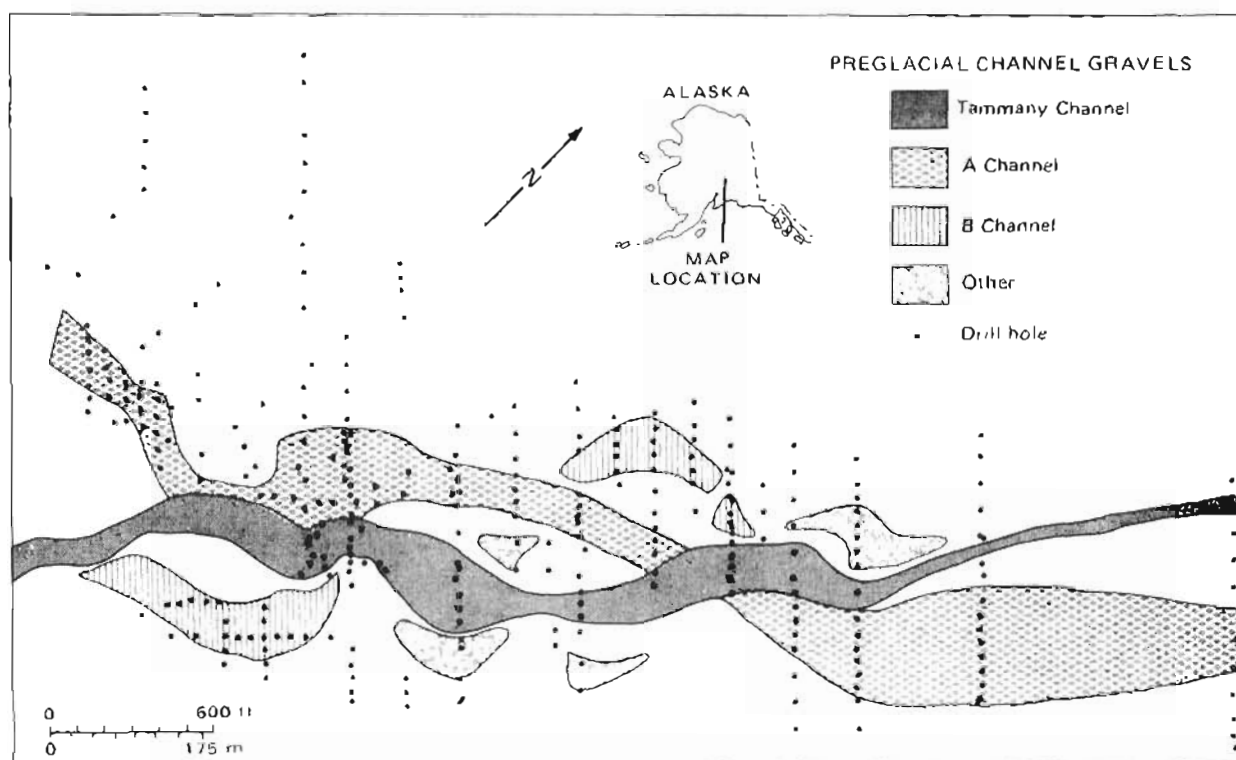 PREGLACIAL CHANNEL GRAVELS
Tammany Channel
A Channel
B Channel
Other
Drill hole
ALASKA
MAP
LOCATION
N
0 600 ft
0 175 m